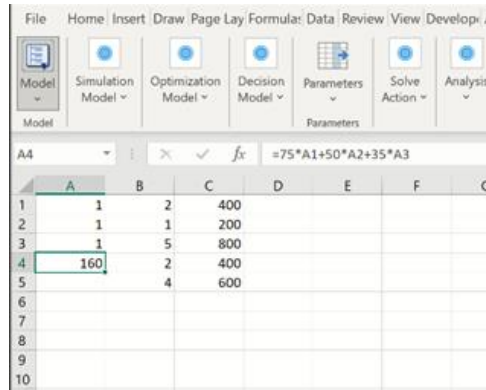 File Home Insert Draw Page Lay Formulas Data Review View Develop
Model Simulation Model Optimization Model Decision Model Parameters Solve Action Analysis
Model Parameters
A4 fx =75*A1+50*A2+35*A3
A B C D E F
1 1 2 400
2 1 1 200
3 1 5 800
4 160 2 400
5 4 600
6
7
8
9
10